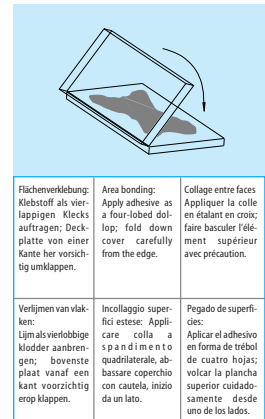 Flächenverklebung:
Klebstoff als vier-
lappigen Klecks
auftragen; Deck-
platte von einer
Kante her vorsich-
tig umklappen.
Area bonding:
Apply adhesive as
a four-lobed dol-
lop; fold down
cover carefully
from the edge.
Collage entre faces
Appliquer la colle
en étalant en croix;
faire basculer l'élé-
ment supérieur
avec précaution.
Verlijmen van vlak-
ken:
Lijm als vierlobbige
klodder aanbren-
gen; bovenste
plaat vanaf een
kant voorzichtig
erop klappen.
Incollaggio super-
fici estese: Appli-
care colla a
spandimento
quadrilaterale, ab-
bassare coperchio
con cautela, inizio
da un lato.
Pegado de superfi-
cies:
Aplicar el adhesivo
en forma de trébol
de cuatro hojas;
volcar la plancha
superior cuidado-
samente desde
uno de los lados.